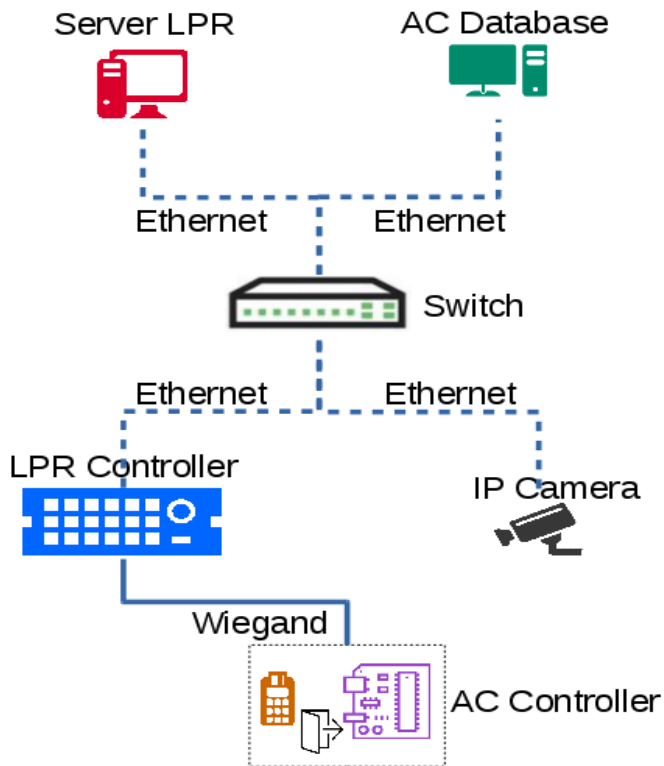 Server LPR
AC Database
Ethernet
Ethernet
Switch
Ethernet
Ethernet
LPR Controller
IP Camera
Wiegand
AC Controller